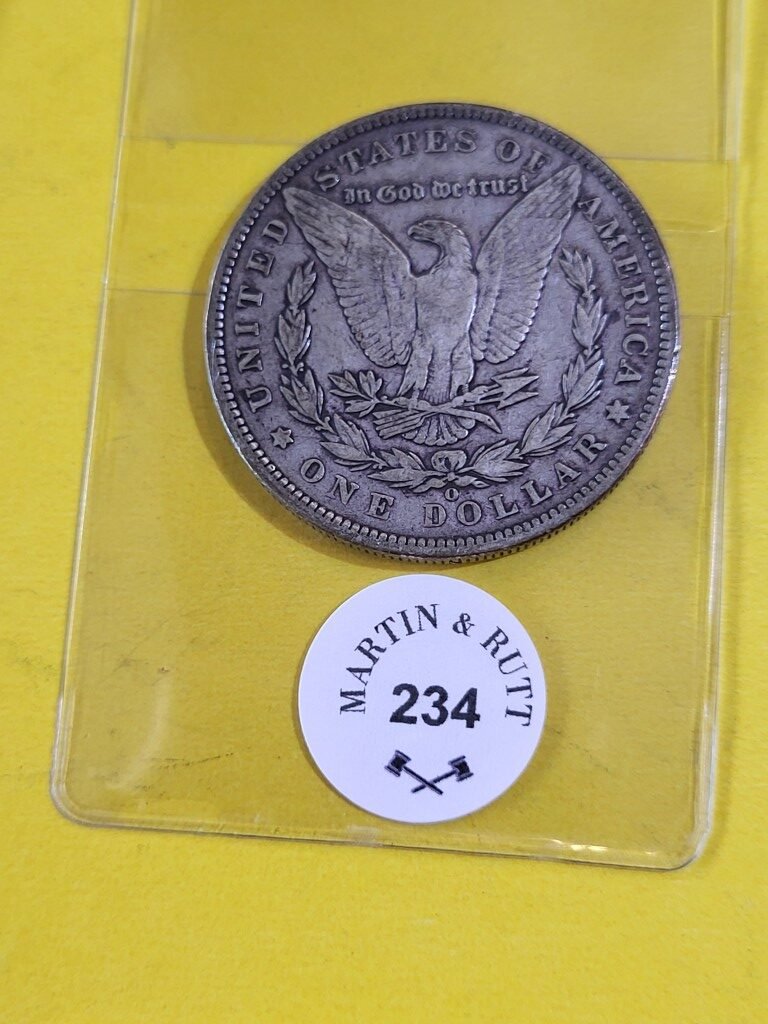 UNITED STATES OF AMERICA
In God we trust
ONE DOLLAR
O
MARTIN & RUTT
234